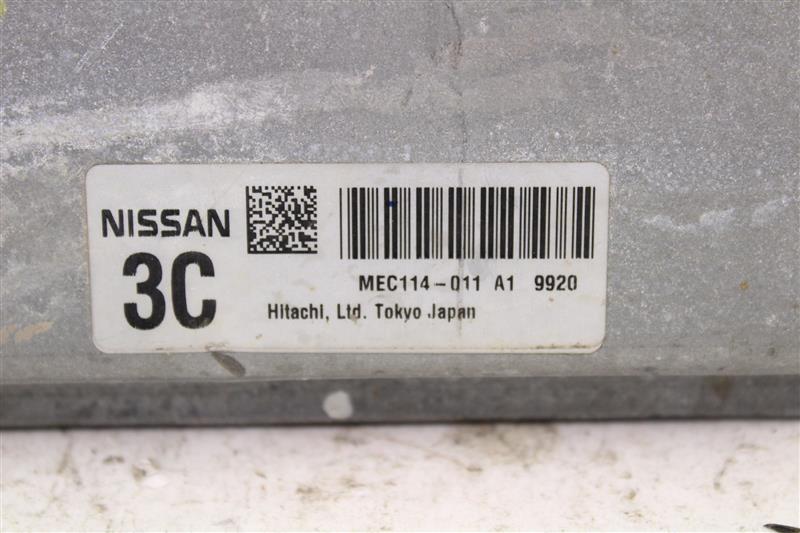 NISSAN
3C
MEC114-011 A1 9920
Hitachi, Ltd. Tokyo Japan